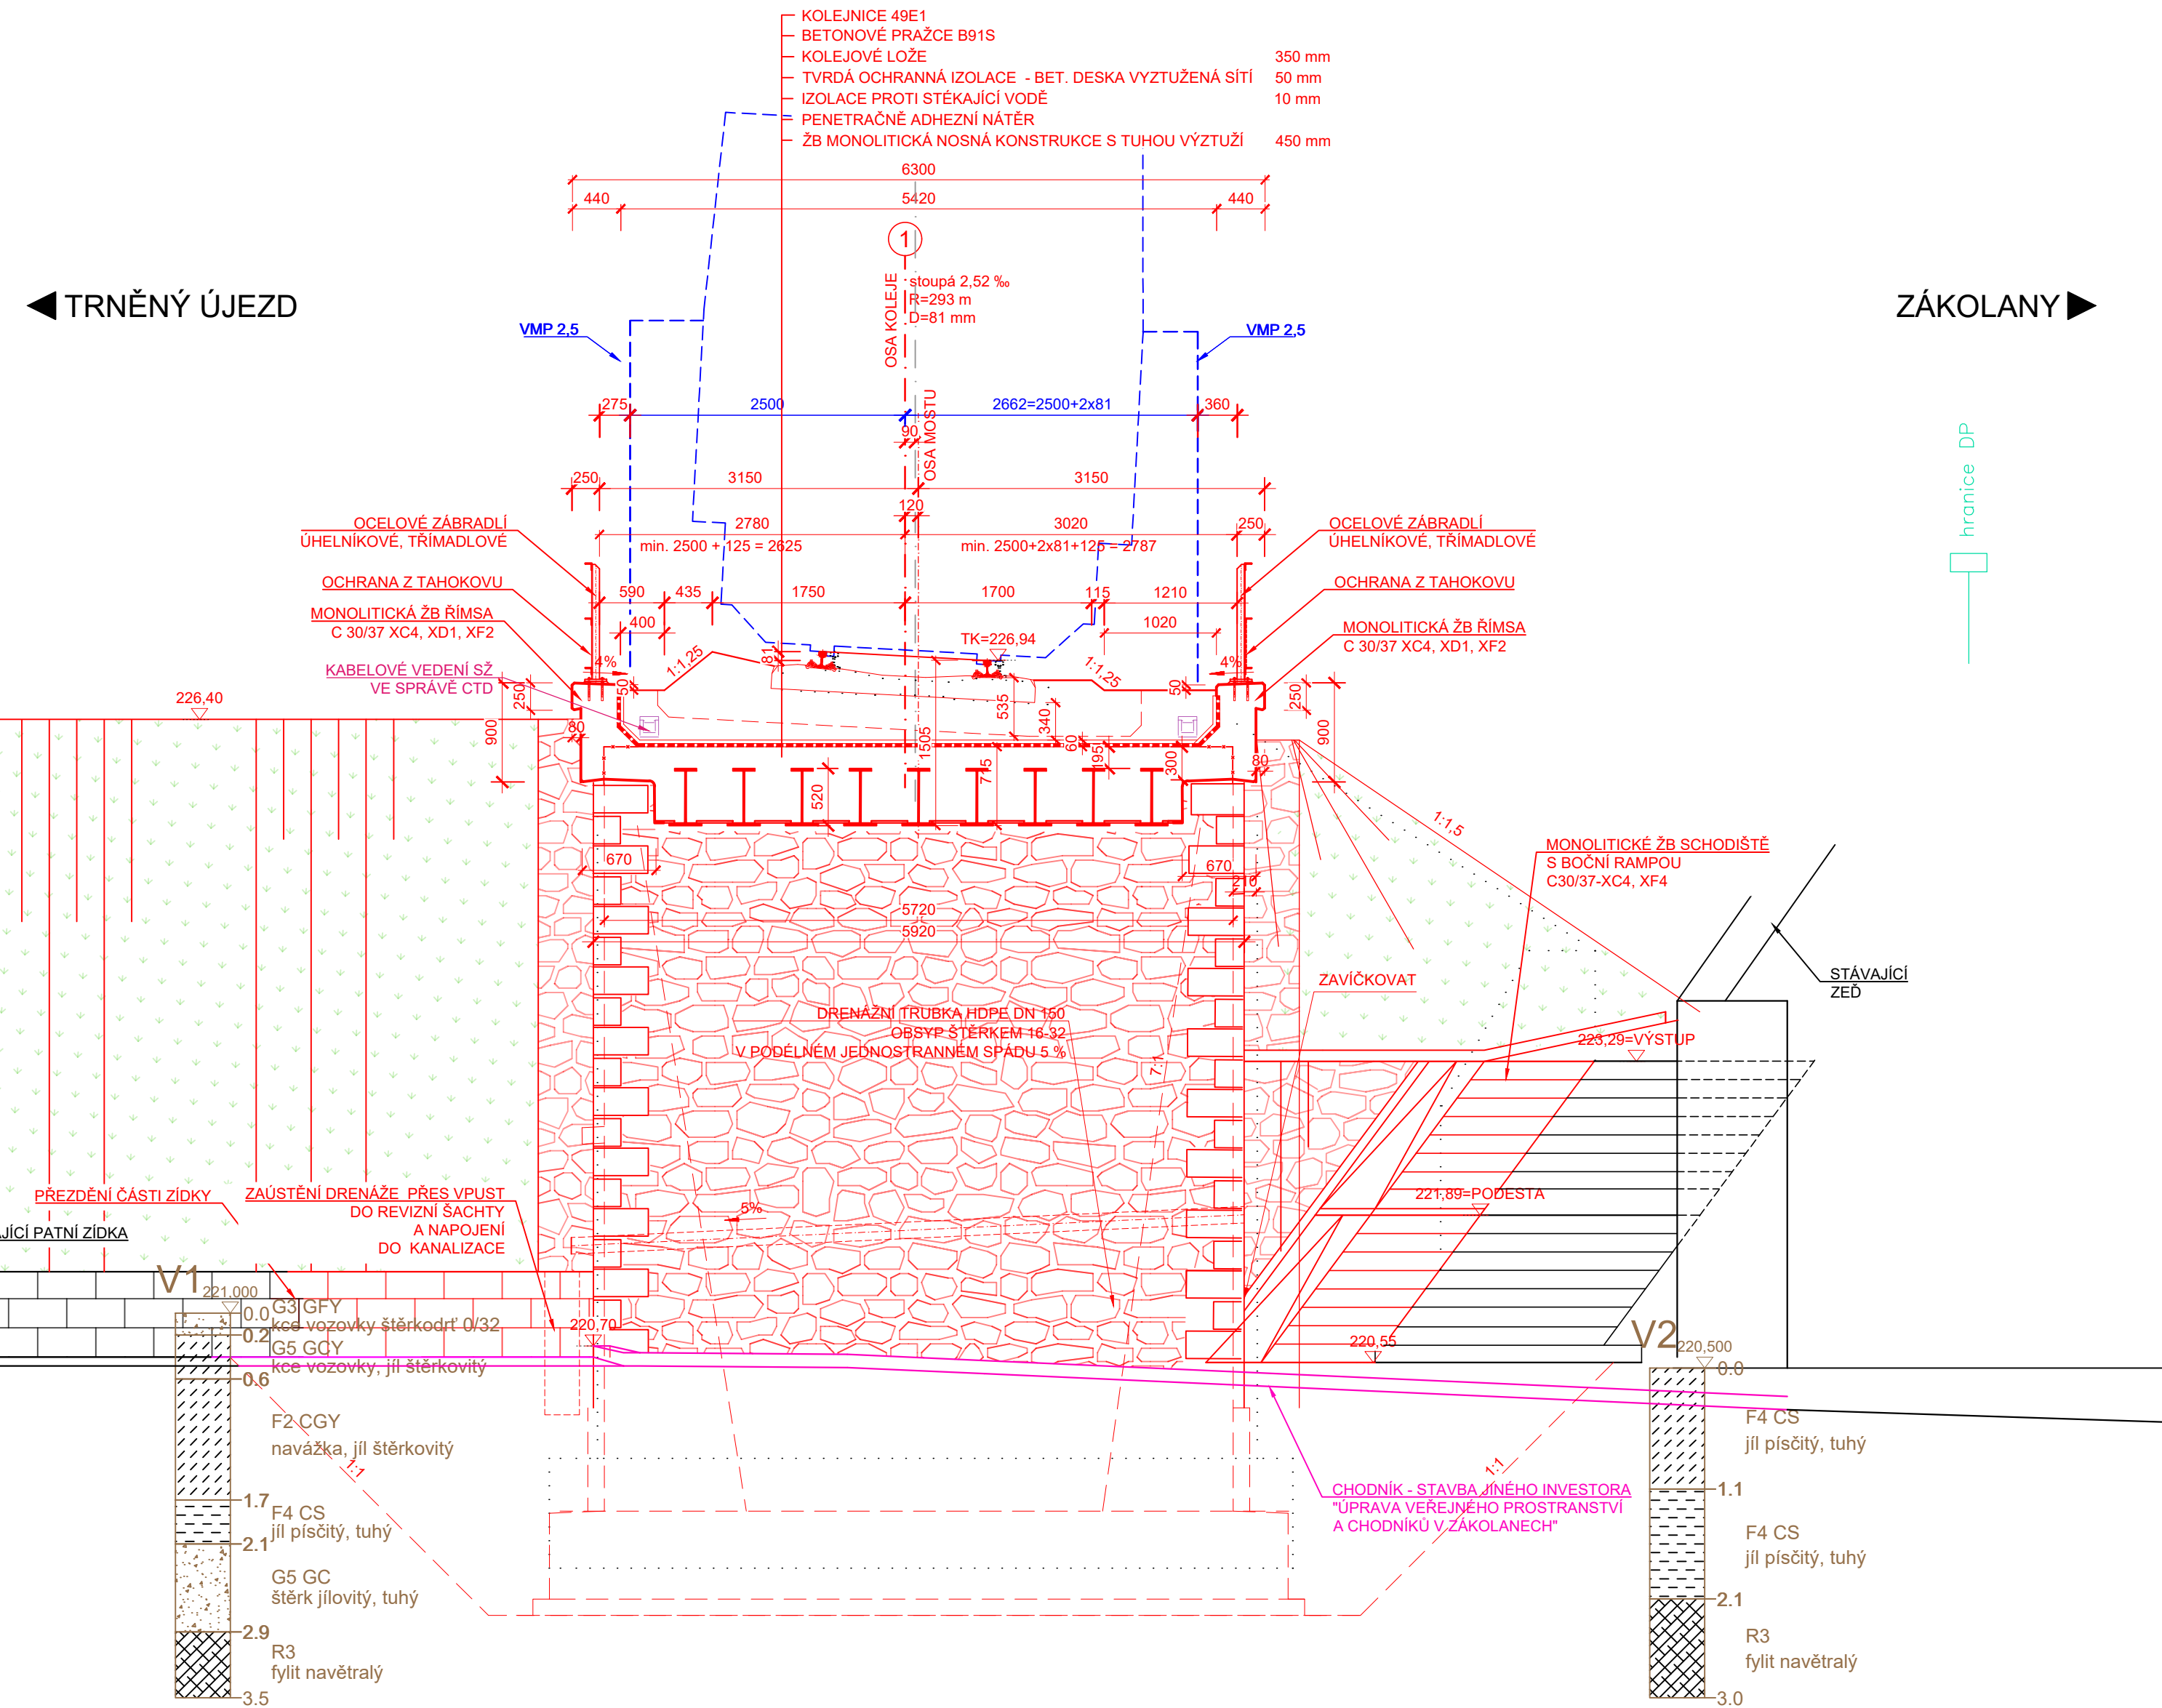 KOLEJNICE 49E1
BETONOVÉ PRAŽCE B91S
KOLEJOVÉ LOŽE 350 mm
TVRDÁ OCHRANNÁ IZOLACE - BET. DESKA VYZTUŽENÁ SÍTÍ 50 mm
IZOLACE PROTI STÉKAJÍCÍ VODĚ 10 mm
PENETRAČNĚ ADHEZNÍ NÁTĚR
ŽB MONOLITICKÁ NOSNÁ KONSTRUKCE S TUHOU VÝZTUŽÍ 450 mm
6300
440 5420 440
1
OSA KOLEJE
stoupá 2,52 ‰
R=293 m
D=81 mm
TRNĚNÝ ÚJEZD
ZÁKOLANY
VMP 2,5
VMP 2,5
275 2500 2662=2500+2x81 360
90
OSA MOSTU
hranice DP
250 3150 3150
120
2780 3020 250
min. 2500 + 125 = 2625
min. 2500+2x81+125 = 2787
OCELOVÉ ZÁBRADLÍ
ÚHELNÍKOVÉ, TŘÍMADLOVÉ
OCELOVÉ ZÁBRADLÍ
ÚHELNÍKOVÉ, TŘÍMADLOVÉ
OCHRANA Z TAHOKOVU
OCHRANA Z TAHOKOVU
590 435 1750 1700 115 1210
400 1020
MONOLITICKÁ ŽB ŘÍMSA
C 30/37 XC4, XD1, XF2
MONOLITICKÁ ŽB ŘÍMSA
C 30/37 XC4, XD1, XF2
TK=226,94
81
4%
1:1,25
1:1,25
4%
KABELOVÉ VEDENÍ SŽ
VE SPRÁVĚ CTD
50
50
250
250
226,40
900
900
80
80
535
340
1505
60
195
715
300
520
1:1,5
MONOLITICKÉ ŽB SCHODIŠTĚ
S BOČNÍ RAMPOU
C30/37-XC4, XF4
670
670
210
5720
5920
STÁVAJÍCÍ
ZEĎ
ZAVÍČKOVAT
DRENÁŽNÍ TRUBKA HDPE DN 150
OBSYP ŠTĚRKEM 16-32
V PODÉLNÉM JEDNOSTRANNÉM SPÁDU 5 %
7:1
223,29=VÝSTUP
221,89=PODESTA
PŘEZDĚNÍ ČÁSTI ZÍDKY
AJÍCÍ PATNÍ ZÍDKA
ZAÚSTĚNÍ DRENÁŽE PŘES VPUST
DO REVIZNÍ ŠACHTY
A NAPOJENÍ
DO KANALIZACE
5%
V1
221.000
220,70
220,55
V2
220,500
0.0
G3 GFY
kce vozovky štěrkodrť 0/32
0.2
G5 GCY
kce vozovky, jíl štěrkovitý
0.6
F2 CGY
navážka, jíl štěrkovitý
1.7
F4 CS
jíl písčitý, tuhý
2.1
G5 GC
štěrk jílovitý, tuhý
2.9
R3
fylit navětralý
3.5
1:1
1:1
CHODNÍK - STAVBA JINÉHO INVESTORA
"ÚPRAVA VEŘEJNÉHO PROSTRANSTVÍ
A CHODNÍKŮ V ZÁKOLANECH"
0.0
F4 CS
jíl písčitý, tuhý
1.1
F4 CS
jíl písčitý, tuhý
2.1
R3
fylit navětralý
3.0